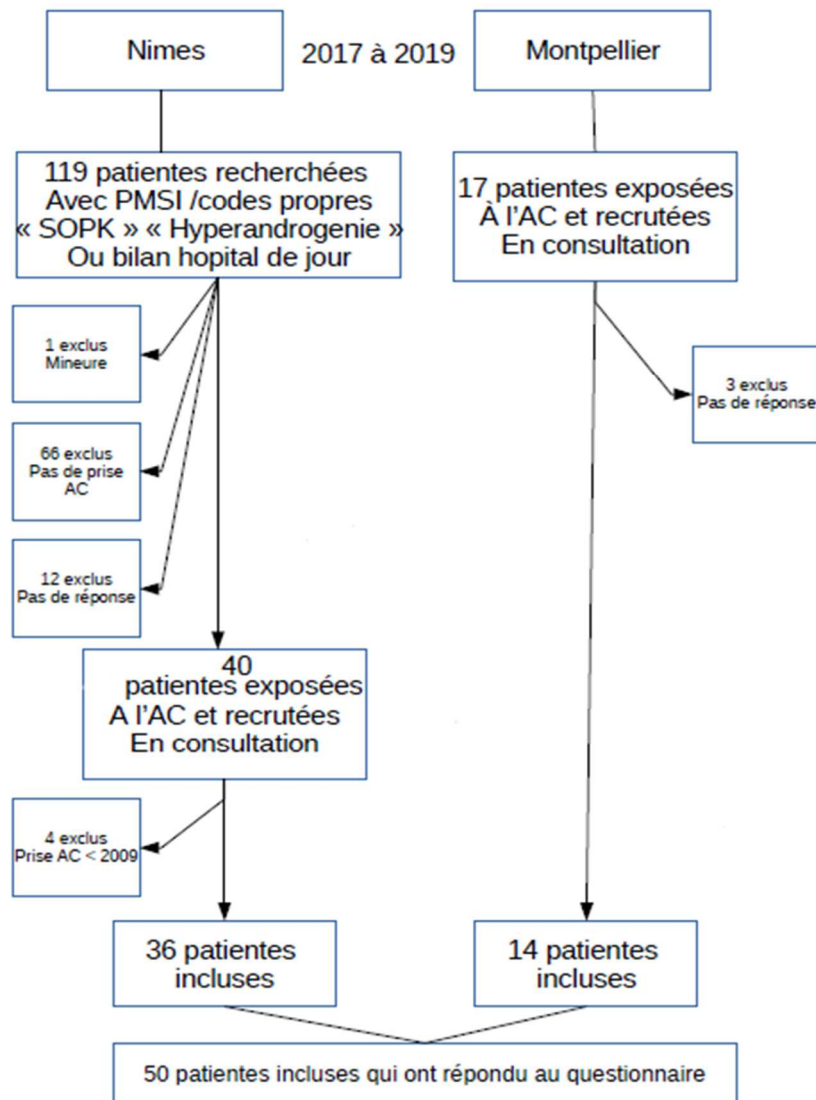 Nimes
2017 à 2019
Montpellier
119 patientes recherchées
Avec PMSI /codes propres
« SOPK » « Hyperandrogenie »
Ou bilan hopital de jour
17 patientes exposées
À l'AC et recrutées
En consultation
1 exclus
Mineure
3 exclus
Pas de réponse
66 exclus
Pas de prise
AC
12 exclus
Pas de réponse
40
patientes exposées
A l'AC et recrutées
En consultation
4 exclus
Prise AC < 2009
36 patientes
incluses
14 patientes
incluses
50 patientes incluses qui ont répondu au questionnaire